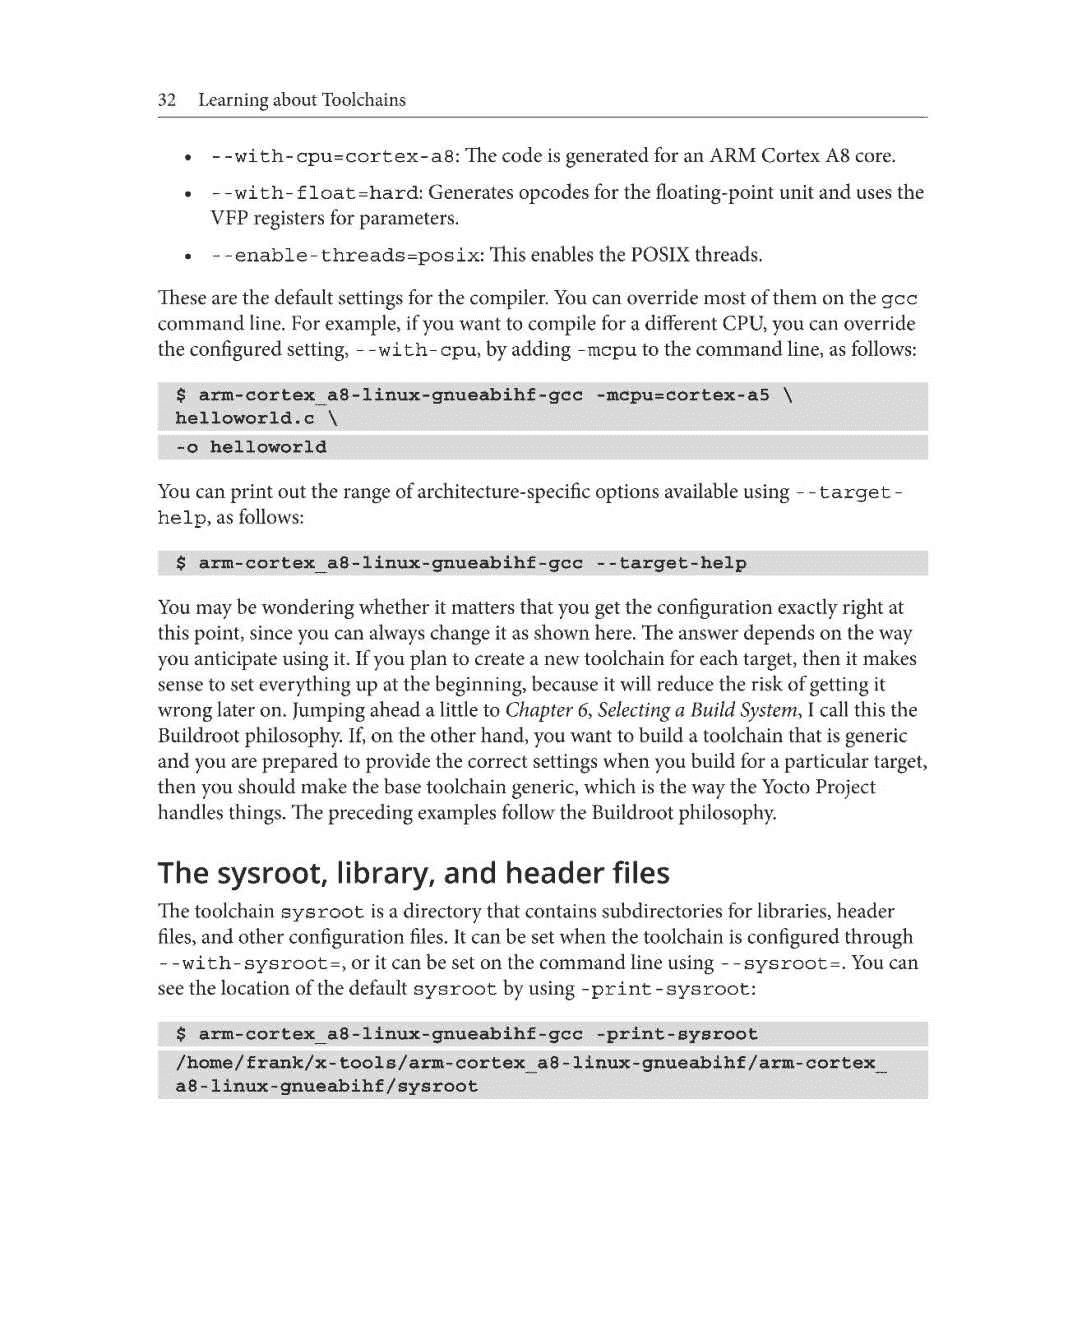 32 Learning about Toolchains
• --with-cpu=cortex-a8: The code is generated for an ARM Cortex A8 core.
• --with-float=hard: Generates opcodes for the floating-point unit and uses the
VFP registers for parameters.
• --enable-threads=posix: This enables the POSIX threads.
These are the default settings for the compiler. You can override most of them on the gcc
command line. For example, if you want to compile for a different CPU, you can override
the configured setting, --with-cpu, by adding -mcpu to the command line, as follows:
$ arm-cortex_a8-linux-gnueabihf-gcc -mcpu=cortex-a5 \
helloworld.c \
-o helloworld
You can print out the range of architecture-specific options available using --target-
help, as follows:
$ arm-cortex_a8-linux-gnueabihf-gcc --target-help
You may be wondering whether it matters that you get the configuration exactly right at
this point, since you can always change it as shown here. The answer depends on the way
you anticipate using it. If you plan to create a new toolchain for each target, then it makes
sense to set everything up at the beginning, because it will reduce the risk of getting it
wrong later on. Jumping ahead a little to Chapter 6, Selecting a Build System, I call this the
Buildroot philosophy. If, on the other hand, you want to build a toolchain that is generic
and you are prepared to provide the correct settings when you build for a particular target,
then you should make the base toolchain generic, which is the way the Yocto Project
handles things. The preceding examples follow the Buildroot philosophy.
The sysroot, library, and header files
The toolchain sysroot is a directory that contains subdirectories for libraries, header
files, and other configuration files. It can be set when the toolchain is configured through
--with-sysroot=, or it can be set on the command line using --sysroot=. You can
see the location of the default sysroot by using -print-sysroot:
$ arm-cortex_a8-linux-gnueabihf-gcc -print-sysroot
/home/frank/x-tools/arm-cortex_a8-linux-gnueabihf/arm-cortex_
a8-linux-gnueabihf/sysroot